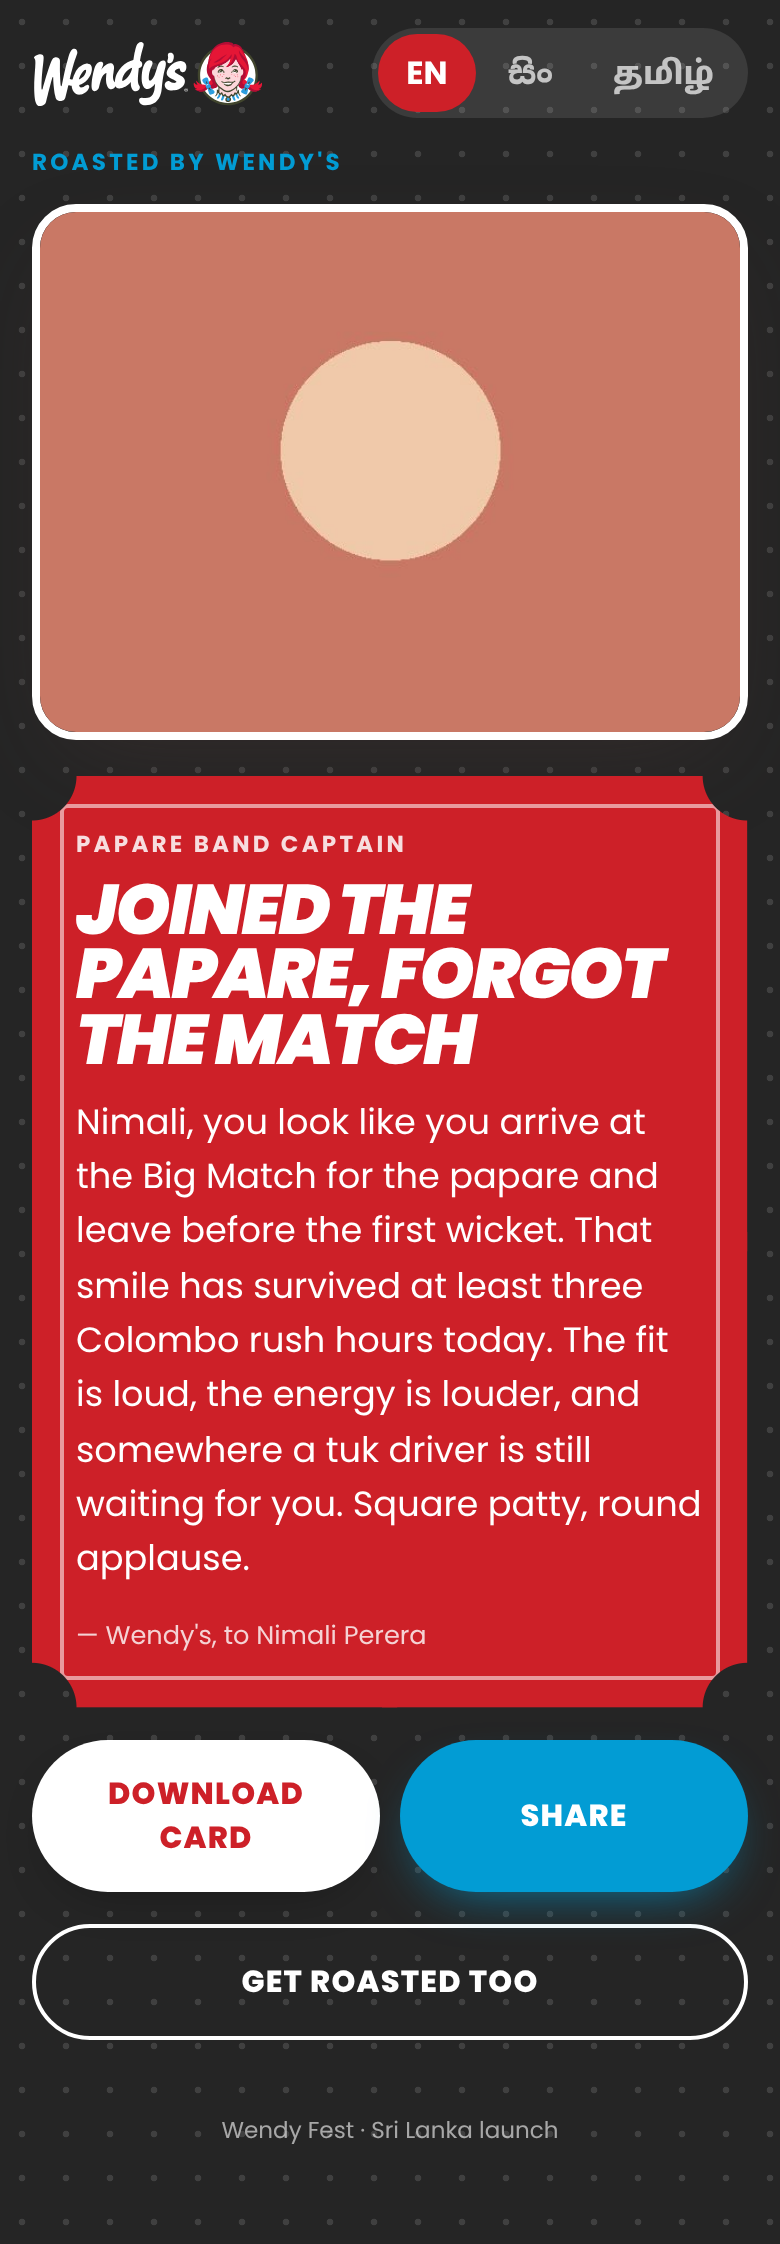 Wendy's
EN
සිං
தமிழ்
ROASTED BY WENDY'S
PAPARE BAND CAPTAIN
JOINED THE
PAPARE, FORGOT
THE MATCH
Nimali, you look like you arrive at
the Big Match for the papare and
leave before the first wicket. That
smile has survived at least three
Colombo rush hours today. The fit
is loud, the energy is louder, and
somewhere a tuk driver is still
waiting for you. Square patty, round
applause.
— Wendy's, to Nimali Perera
DOWNLOAD
CARD
SHARE
GET ROASTED TOO
Wendy Fest · Sri Lanka launch